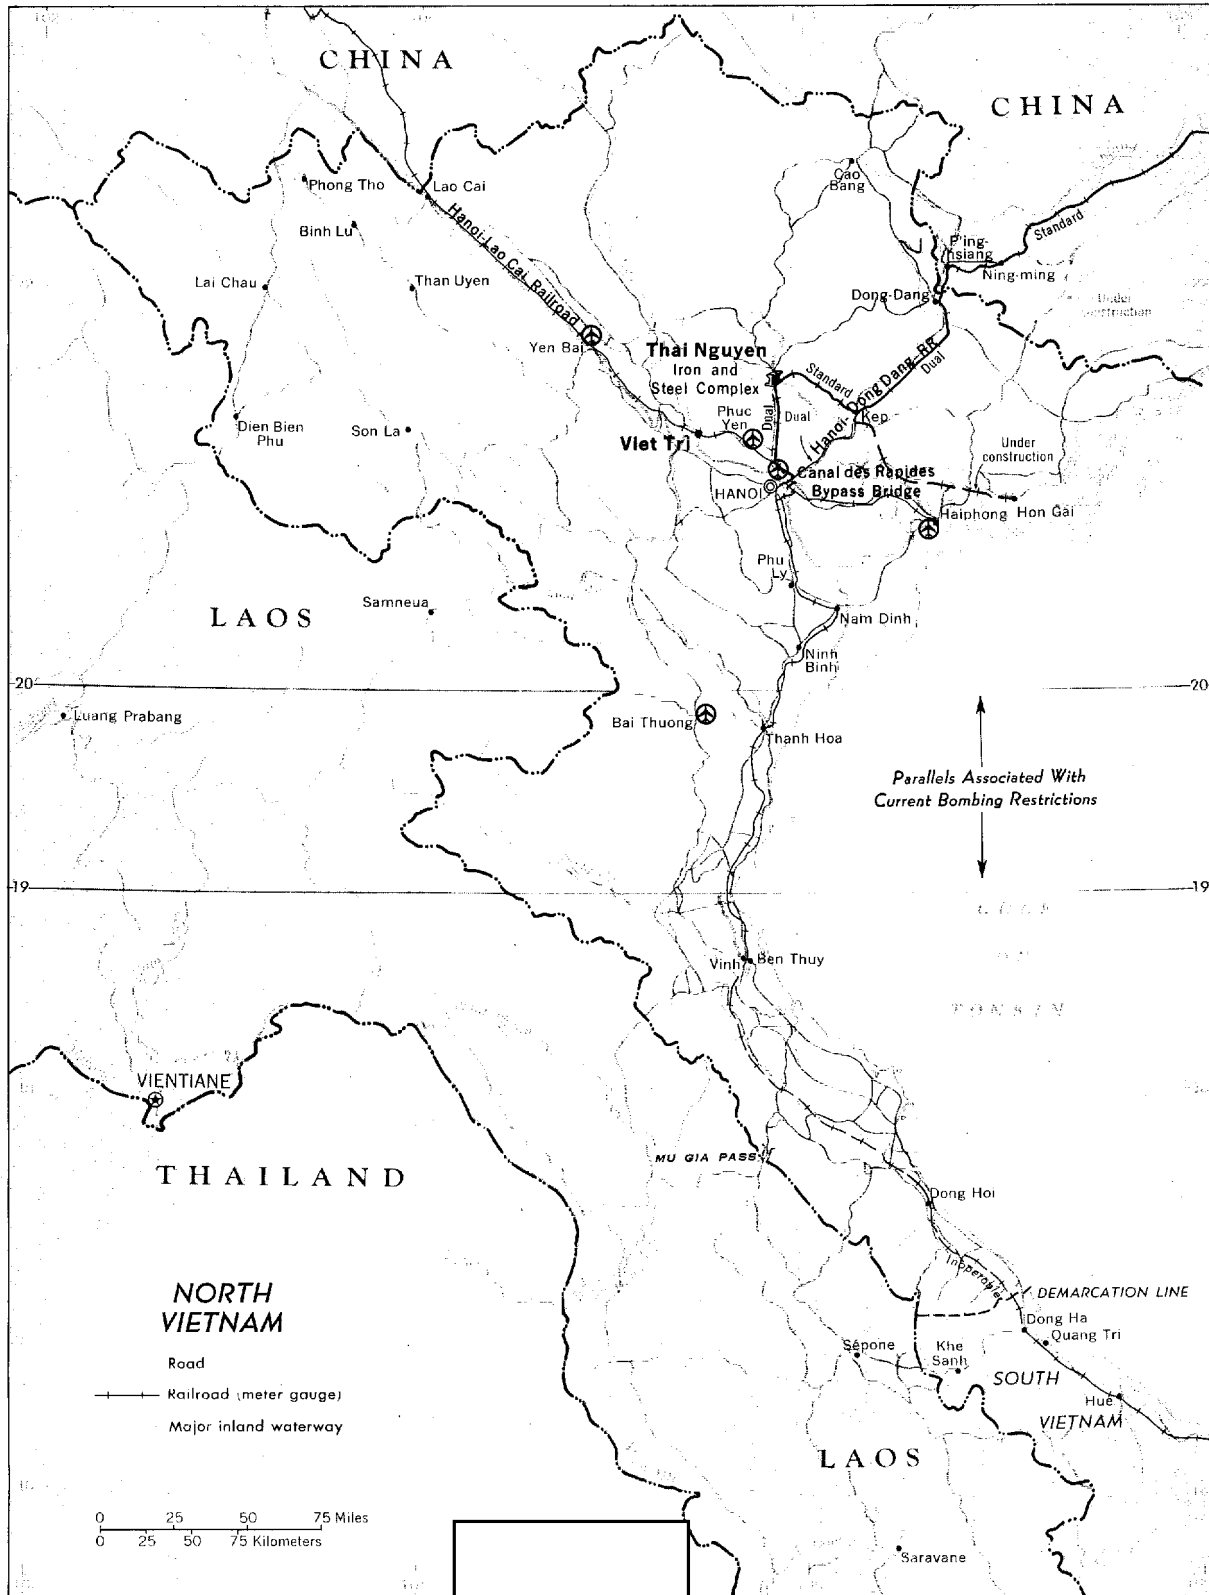 102
CHINA
CHINA
Cao
Bang
Phong Tho
Lao Cai
Binh Lu
Hanoi-Lao Cai Railroad
Standard
P'ing-
hsiang
Ning-ming
Lai Chau
Than Uyen
Dong-Dang
Under
construction
Yen Bai
Thai Nguyen
Iron and
Steel Complex
Standard
Hanoi-Dong Dang RR
Dual
Phuc
Yen
Dual
Dual
Kep
Dien Bien
Phu
Son La
Viet Tri
Under
construction
Canal des Rapides
Bypass Bridge
HANOI
Haiphong
Hon Gai
Phu
Ly
Samneua
LAOS
Nam Dinh
Ninh
Binh
20
20
Luang Prabang
Bai Thuong
Thanh Hoa
Parallels Associated With
Current Bombing Restrictions
19
19
GULF
OF
TONKIN
Vinh
Ben Thuy
VIENTIANE
MU GIA PASS
THAILAND
Dong Hoi
Inoperable
DEMARCATION LINE
NORTH
VIETNAM
Dong Ha
Quang Tri
Sépone
Khe
Sanh
Road
SOUTH
VIETNAM
Railroad (meter gauge)
Hue
Major inland waterway
LAOS
0 25 50 75 Miles
0 25 50 75 Kilometers
Saravane